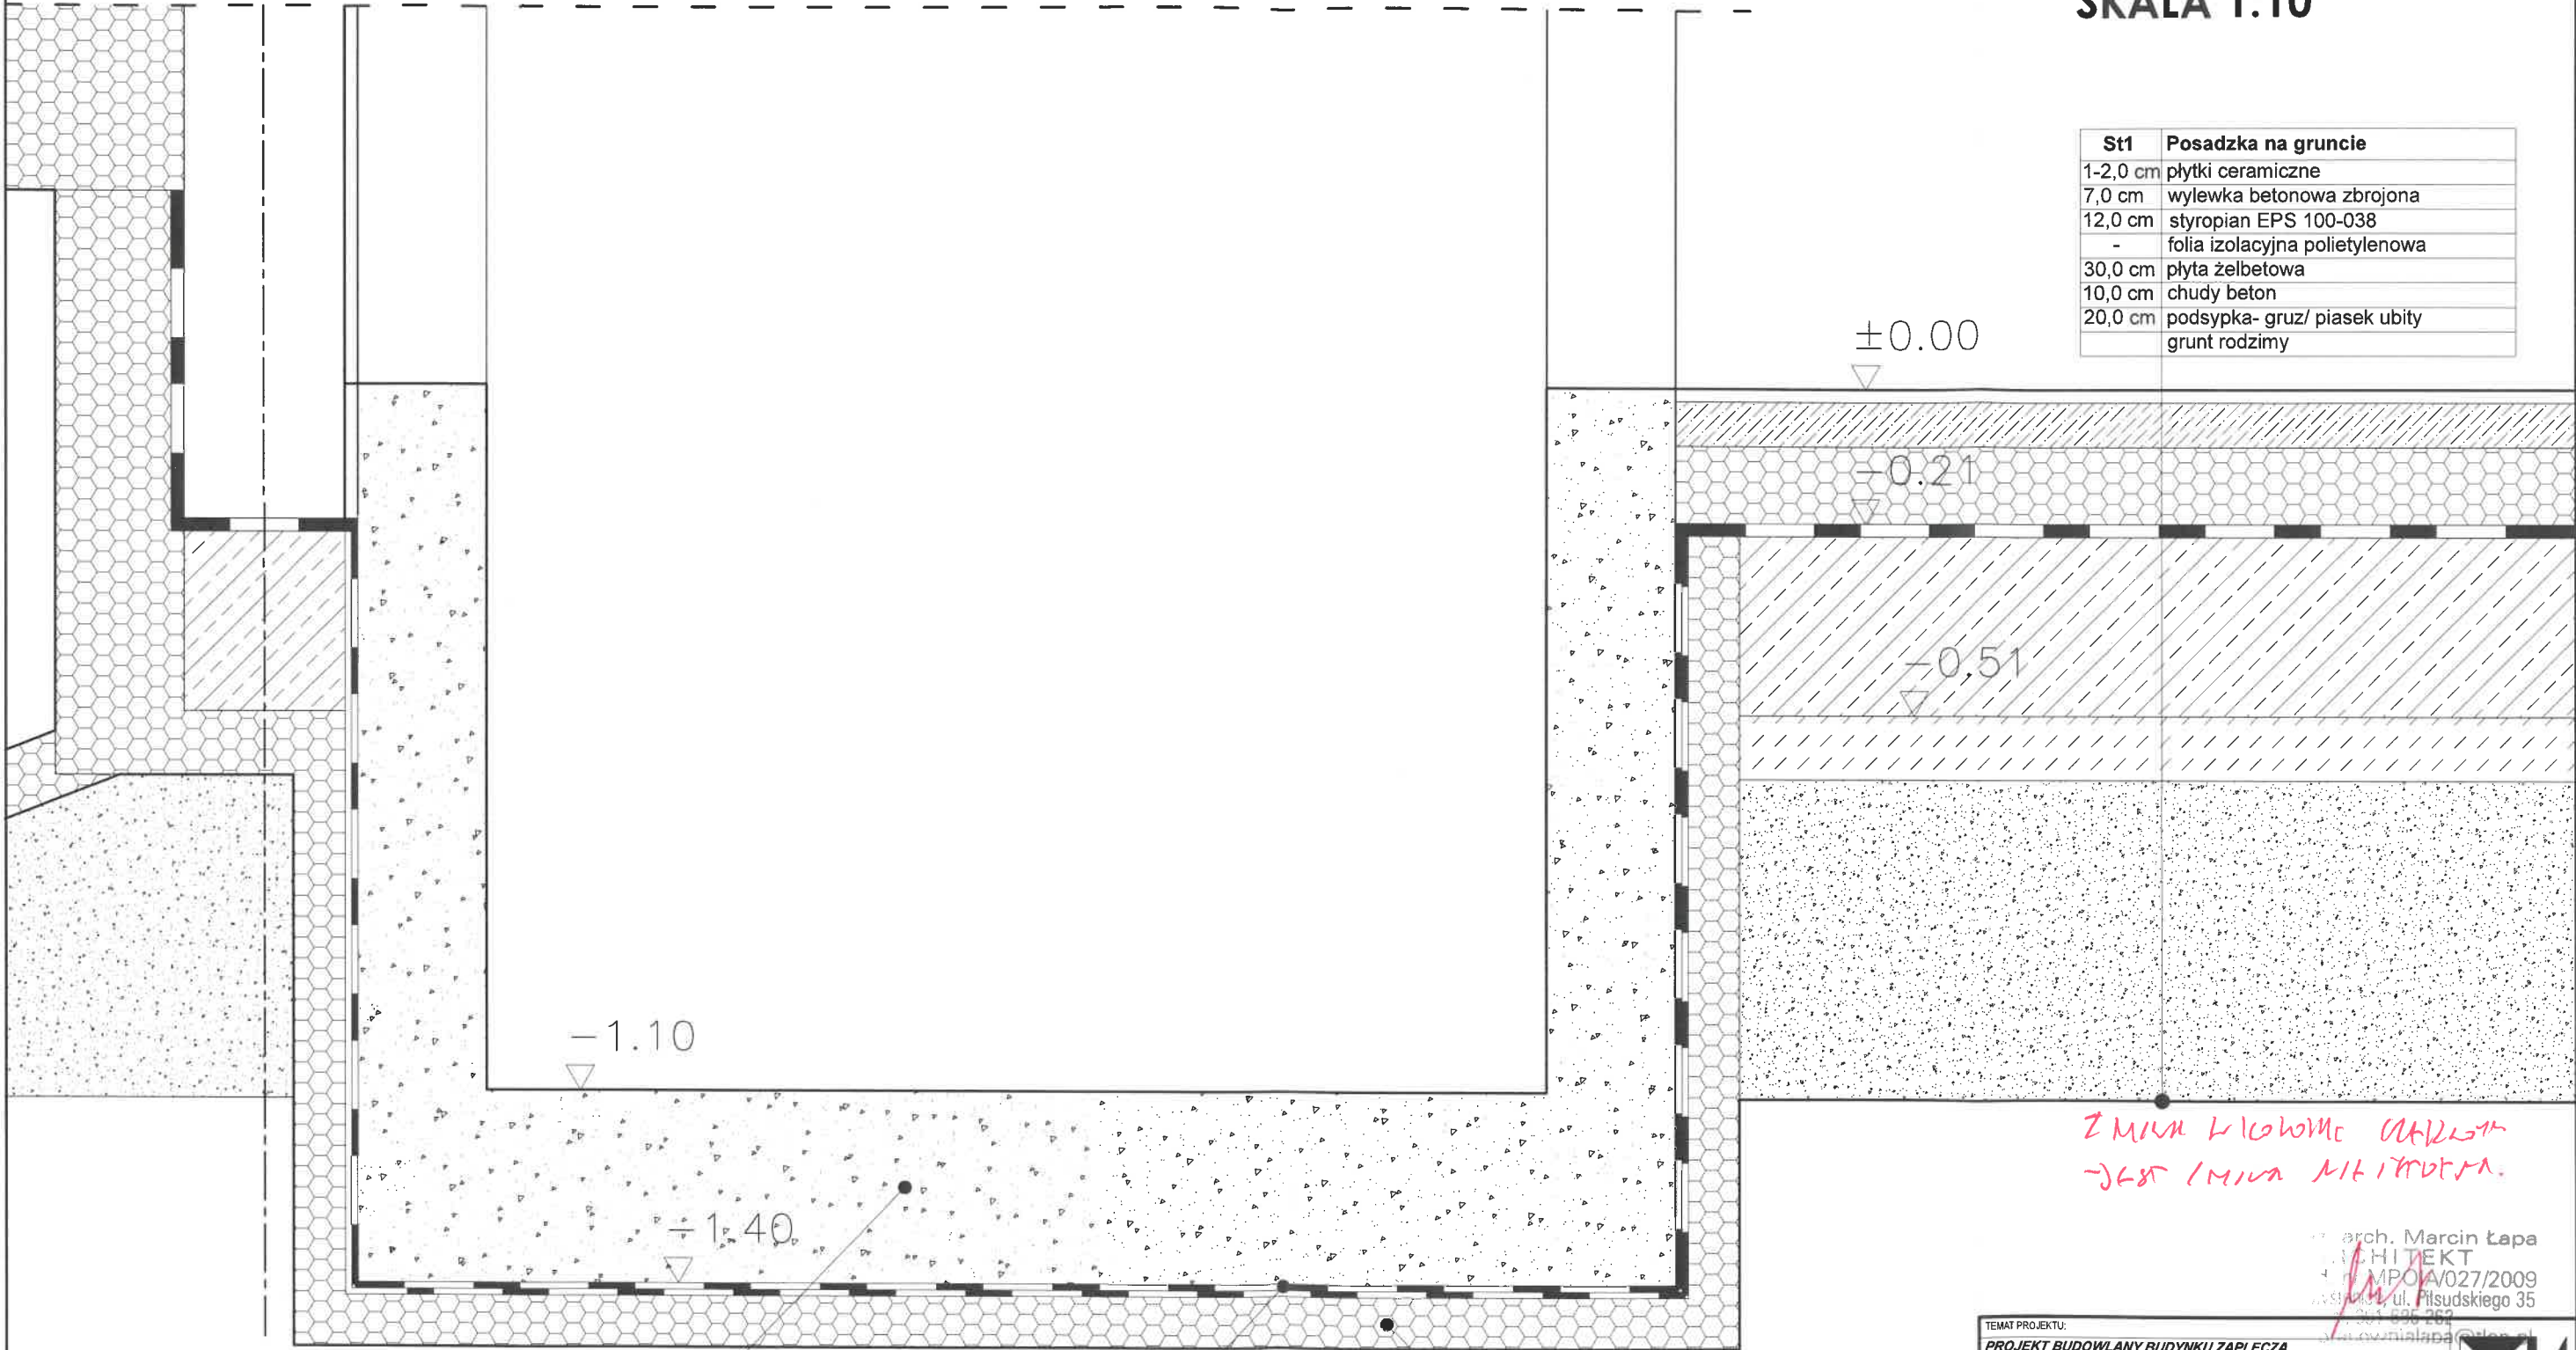 SKALA 1:10
St1 Posadzka na gruncie
1-2,0 cm płytki ceramiczne
7,0 cm wylewka betonowa zbrojona
12,0 cm styropian EPS 100-038
- folia izolacyjna polietylenowa
30,0 cm płyta żelbetowa
10,0 cm chudy beton
20,0 cm podsypka- gruz/ piasek ubity
grunt rodzimy
±0.00
-0.21
-0.51
-1.10
-1.40
arch. Marcin Łapa
MPOIA/027/2009
ul. Piłsudskiego 35
TEMAT PROJEKTU:
PROJEKT BUDOWLANY BUDYNKU ZAPLECZA